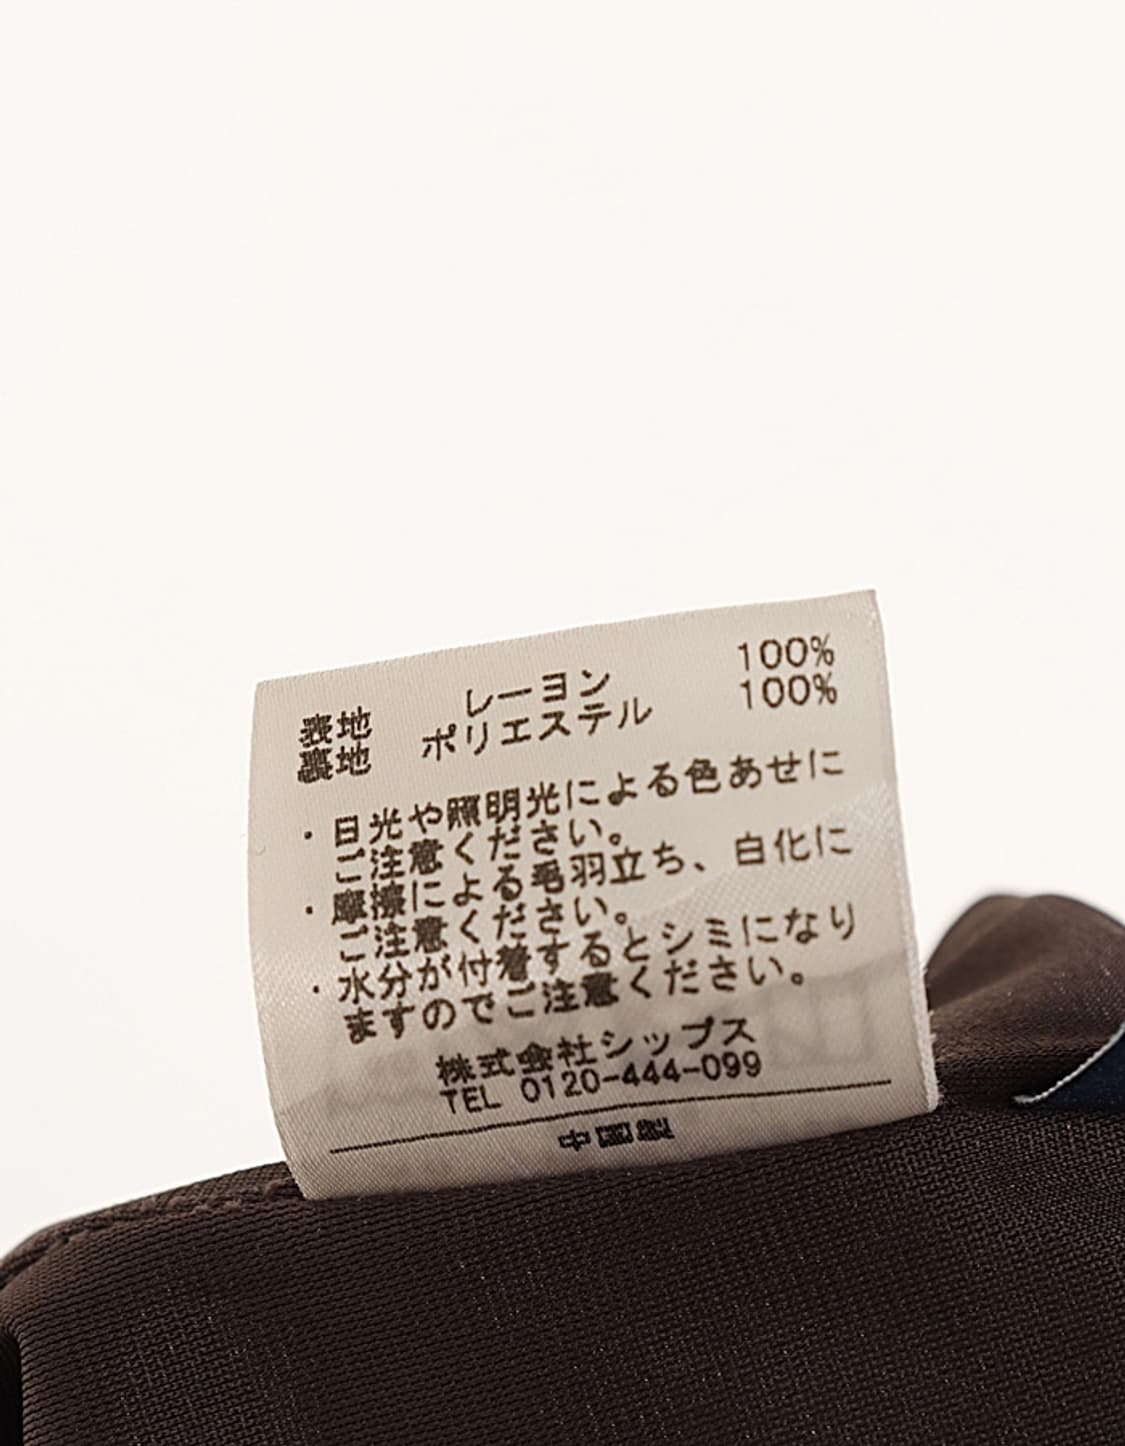 表地 レーヨン 100%
裏地 ポリエステル 100%
・日光や照明光による色あせに
ご注意ください。
・摩擦による毛羽立ち、白化に
ご注意ください。
・水分が付着するとシミになり
ますのでご注意ください。
株式会社シップス
TEL 0120-444-099
中国製